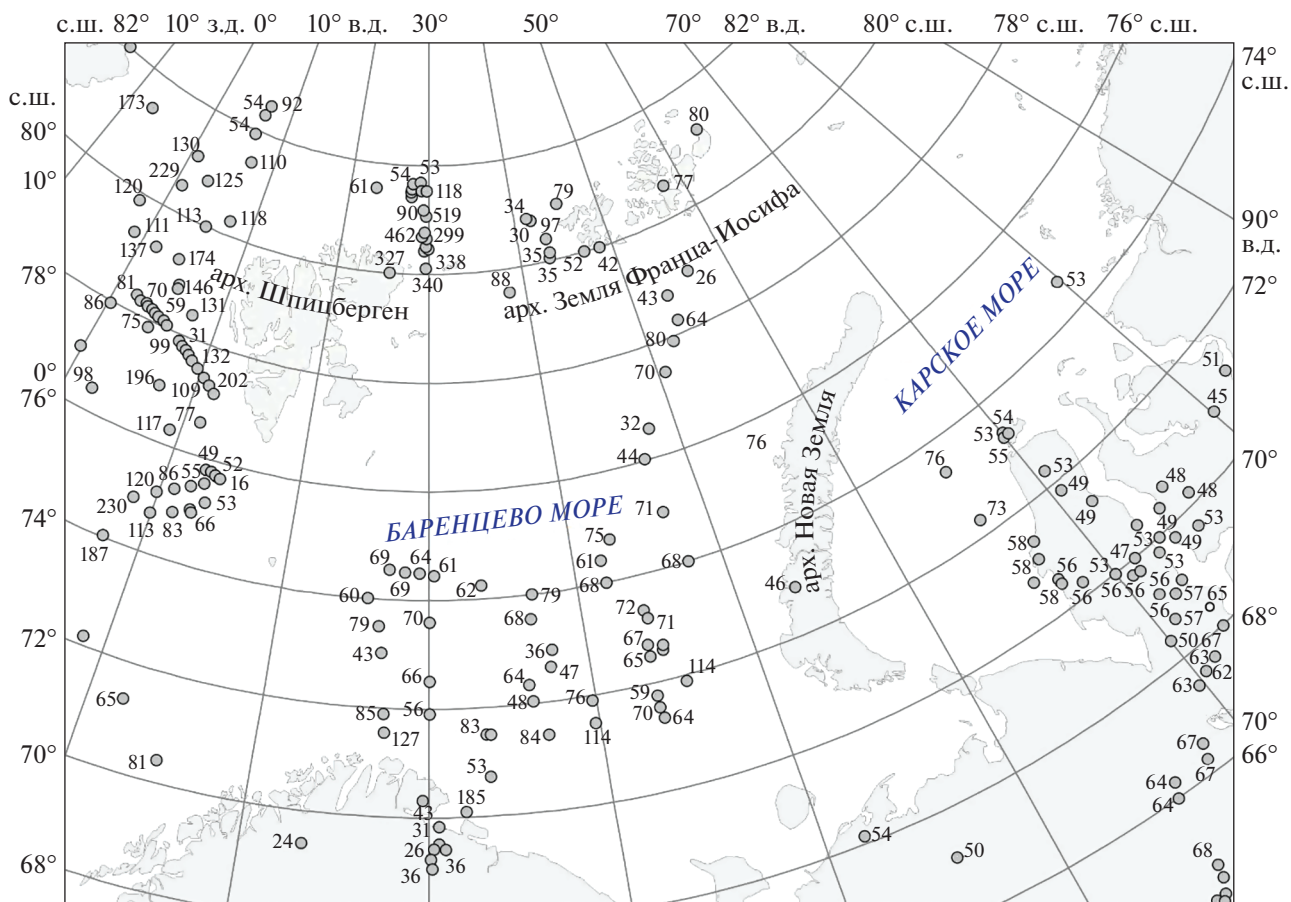 с.ш. 82° 10° з.д. 0° 10° в.д. 30° 50° 70° 82° в.д. 80° с.ш. 78° с.ш. 76° с.ш.
74°
с.ш.
с.ш.
80°
10°
78°
0°
76°
74°
72°
70°
68°
90°
в.д.
72°
70°
68°
70°
66°
173 54 92 54 80
130 110 53 54
229 125 61 118 79 77
120 113 118 34
111 90 519 30 97
137 174 462 299 35 52 42
арх. Шпицберген
327 338 35
340 88
арх. Земля Франца-Иосифа
26
43
53
81 70 146
86 59 131
75 31 64
99 132 80
КАРСКОЕ МОРЕ
98 196 109 202 70
51
45
117 77 32
49 44 76
арх. Новая Земля
54
53
55
76
120 86 55 52 53
230 16 49 48 48
113 83 53 66
БАРЕНЦЕВО МОРЕ
71 73 49
187 75 53 49 53
69 64 61 61 68 58 47 53
69 62 68 46 58 56 53 56
60 79 58 56 56 56 57 65
79 70 68 72 71 56 57
43 36 67 50 67
66 64 47 65 114 63 62
65 48 76 59 63
85 56 70 64
127 83 84 114
81 53 67
67
185 64
43 64
31
24 26 54
36 36 50
68